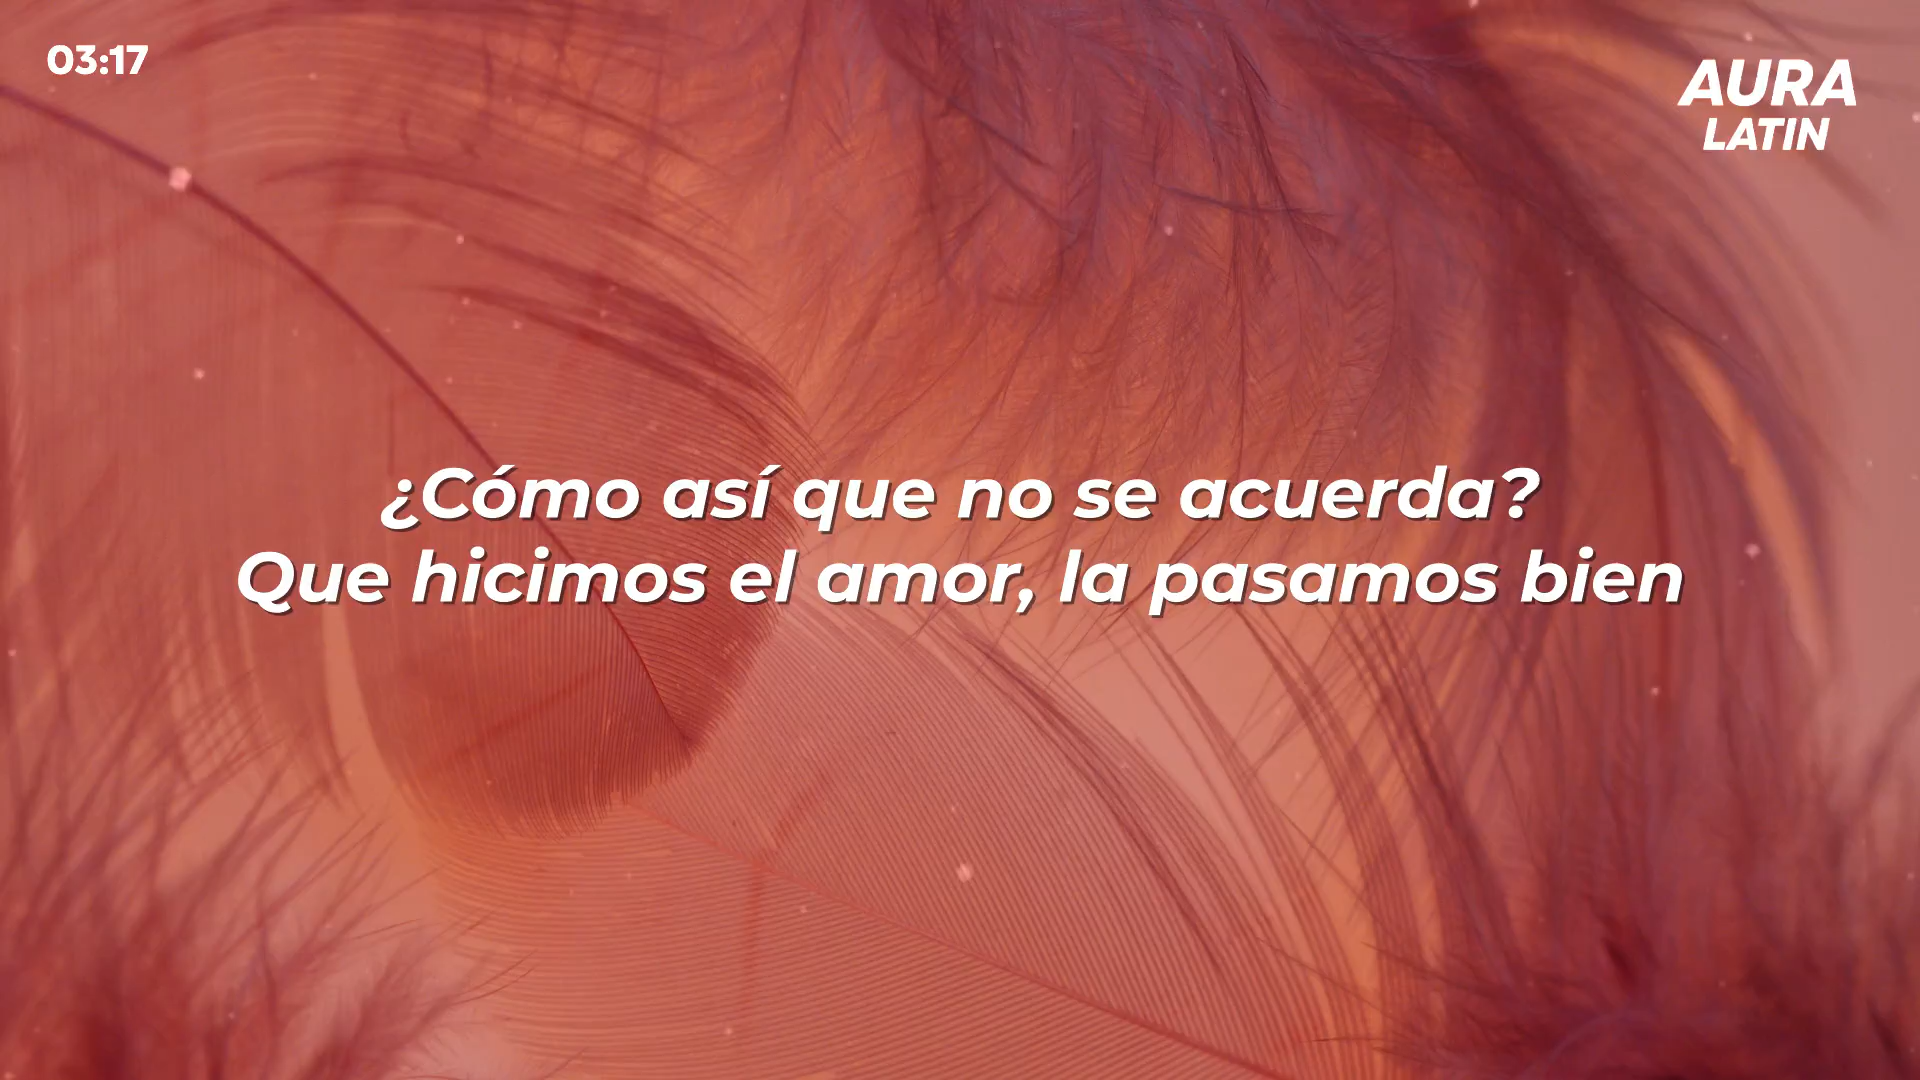 03:17
AURA
LATIN
¿Cómo así que no se acuerda?
Que hicimos el amor, la pasamos bien